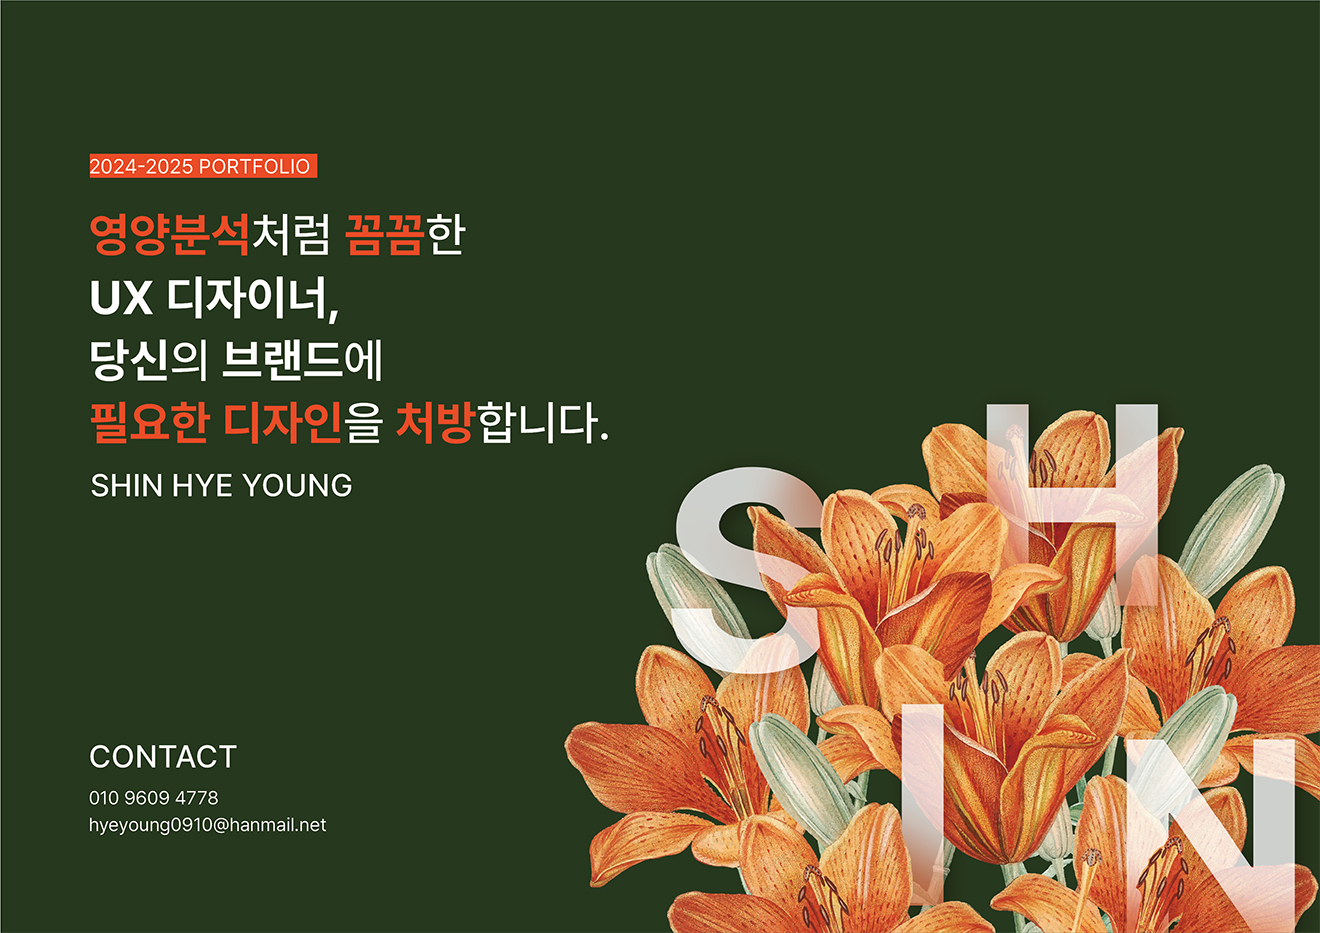 2024-2025 PORTFOLIO
영양분석처럼 꼼꼼한
UX 디자이너,
당신의 브랜드에
필요한 디자인을 처방합니다.
SHIN HYE YOUNG
S H
I N
CONTACT
010 9609 4778
hyeyoung0910@hanmail.net